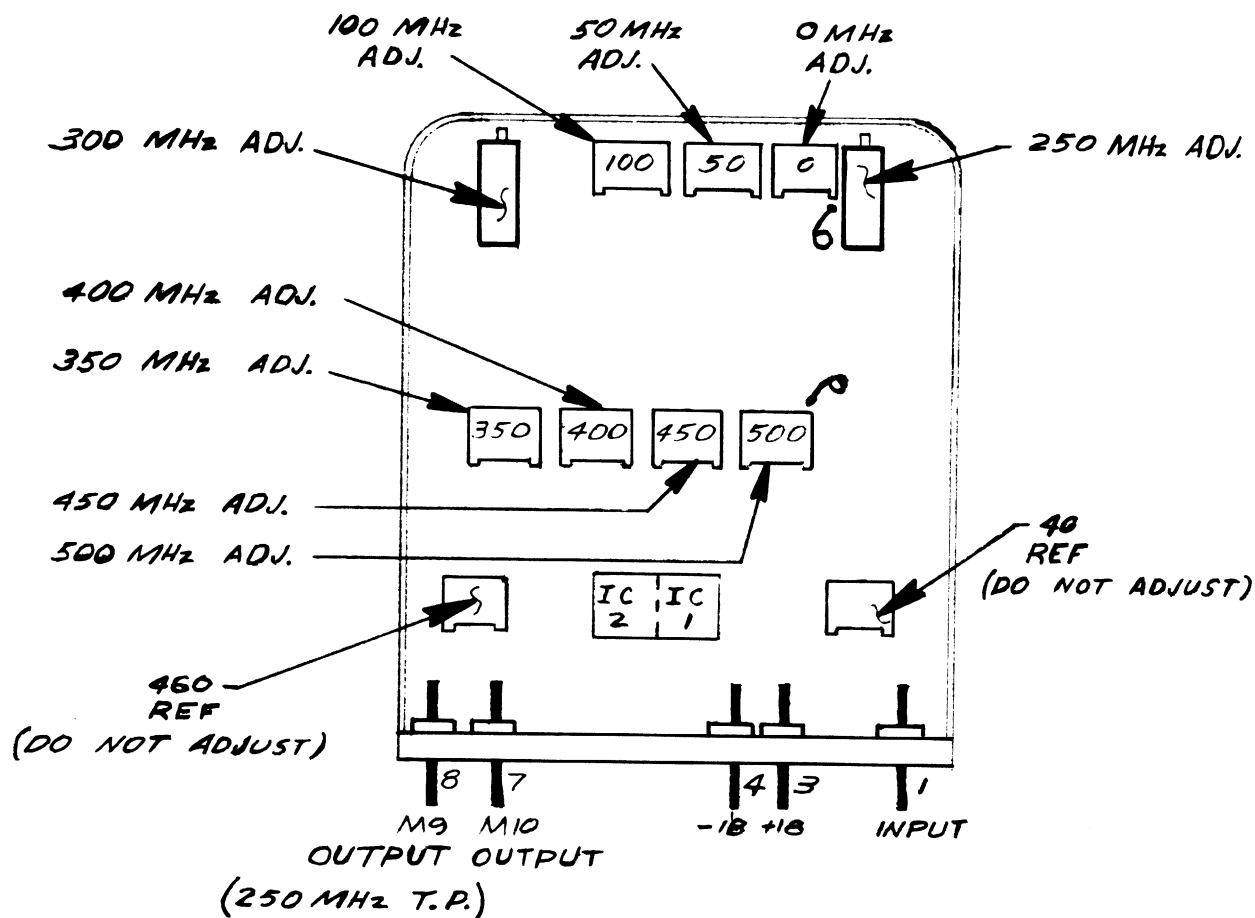 100 MHz
ADJ.
50 MHz
ADJ.
0 MHz
ADJ.
300 MHz ADJ.
250 MHz ADJ.
100
50
0
400 MHz ADJ.
350 MHz ADJ.
350
400
450
500
450 MHz ADJ.
500 MHz ADJ.
40
REF
(DO NOT ADJUST)
IC
2
IC
1
460
REF
(DO NOT ADJUST)
8
7
4
3
1
M9
M10
-18
+18
INPUT
OUTPUT OUTPUT
(250 MHz T.P.)